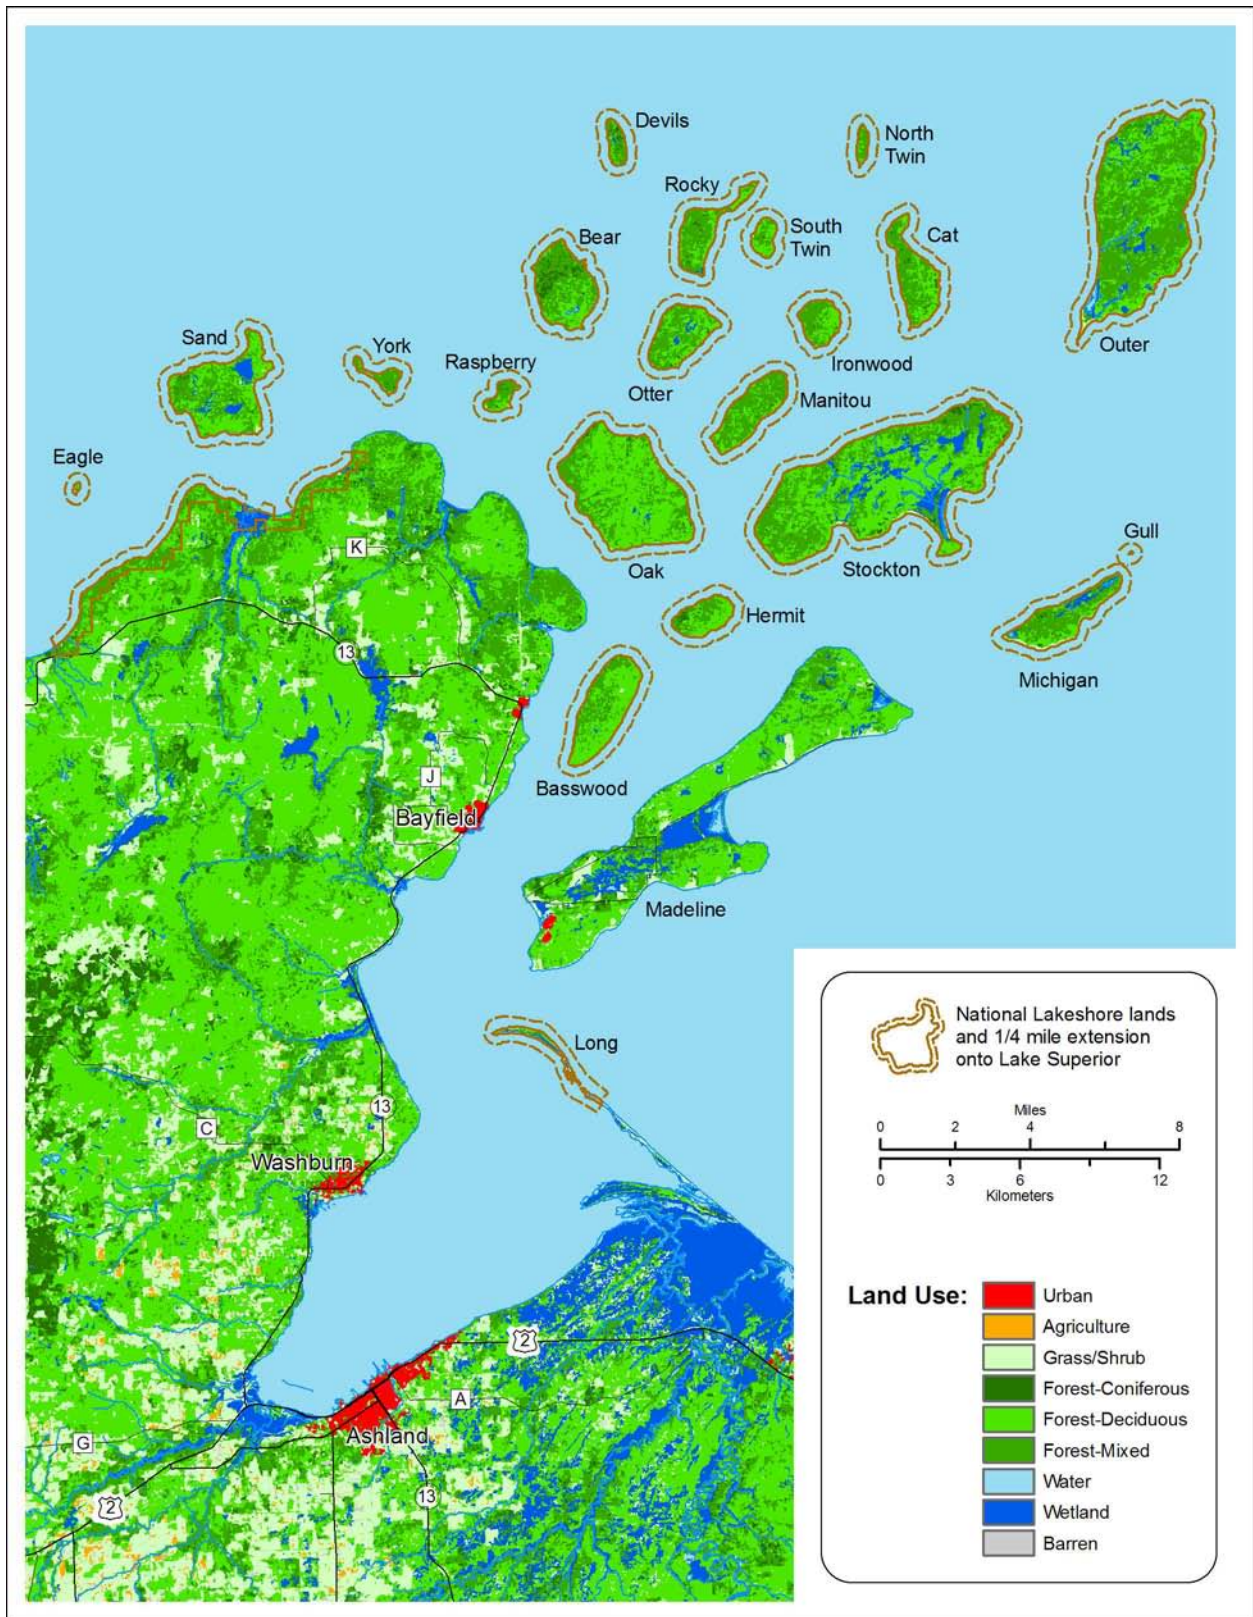 Devils
North
Twin
Rocky
South
Twin
Bear
Cat
Sand
York
Raspberry
Ironwood
Outer
Otter
Manitou
Eagle
Gull
K
Oak
Stockton
Hermit
13
Michigan
J
Basswood
Bayfield
Madeline
Long
13
C
Washburn
2
A
Ashland
G
2
13
National Lakeshore lands
and 1/4 mile extension
onto Lake Superior
Miles
0 2 4 8
0 3 6 12
Kilometers
Land Use:
Urban
Agriculture
Grass/Shrub
Forest-Coniferous
Forest-Deciduous
Forest-Mixed
Water
Wetland
Barren